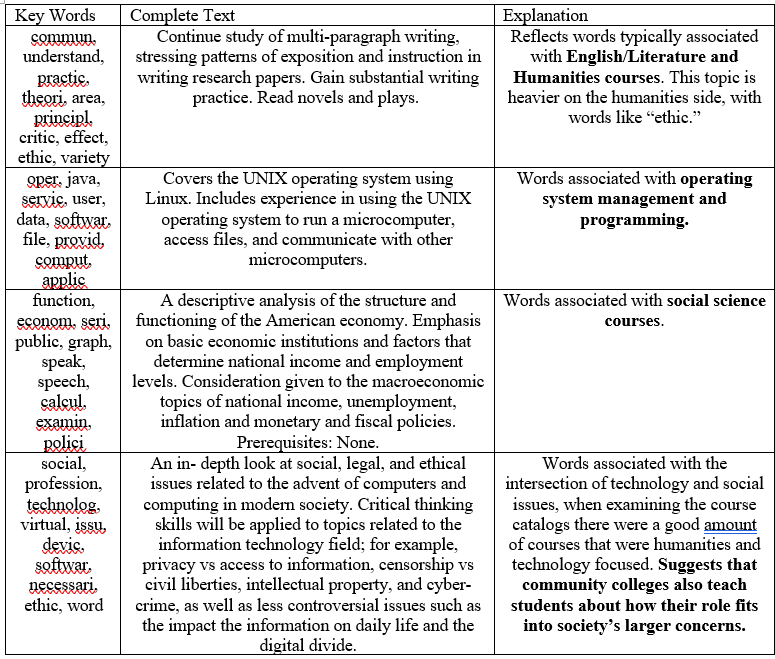 Key Words
Complete Text
Explanation
commun,
understand,
practic,
theori, area,
principl,
critic, effect,
ethic, variety
Continue study of multi-paragraph writing,
stressing patterns of exposition and instruction in
writing research papers. Gain substantial writing
practice. Read novels and plays.
Reflects words typically associated
with English/Literature and
Humanities courses. This topic is
heavier on the humanities side, with
words like “ethic.”
oper, java,
servic, user,
data, softwar,
file, provid,
comput,
applic
Covers the UNIX operating system using
Linux. Includes experience in using the UNIX
operating system to run a microcomputer,
access files, and communicate with other
microcomputers.
Words associated with operating
system management and
programming.
function,
econom, seri,
public, graph,
speak,
speech,
calcul,
examin,
polici
A descriptive analysis of the structure and
functioning of the American economy. Emphasis
on basic economic institutions and factors that
determine national income and employment
levels. Consideration given to the macroeconomic
topics of national income, unemployment,
inflation and monetary and fiscal policies.
Prerequisites: None.
Words associated with social science
courses.
social,
profession,
technolog,
virtual, issu,
devic,
softwar,
necessari,
ethic, word
An in- depth look at social, legal, and ethical
issues related to the advent of computers and
computing in modern society. Critical thinking
skills will be applied to topics related to the
information technology field; for example,
privacy vs access to information, censorship vs
civil liberties, intellectual property, and cyber-
crime, as well as less controversial issues such as
the impact the information on daily life and the
digital divide.
Words associated with the
intersection of technology and social
issues, when examining the course
catalogs there were a good amount
of courses that were humanities and
technology focused. Suggests that
community colleges also teach
students about how their role fits
into society’s larger concerns.